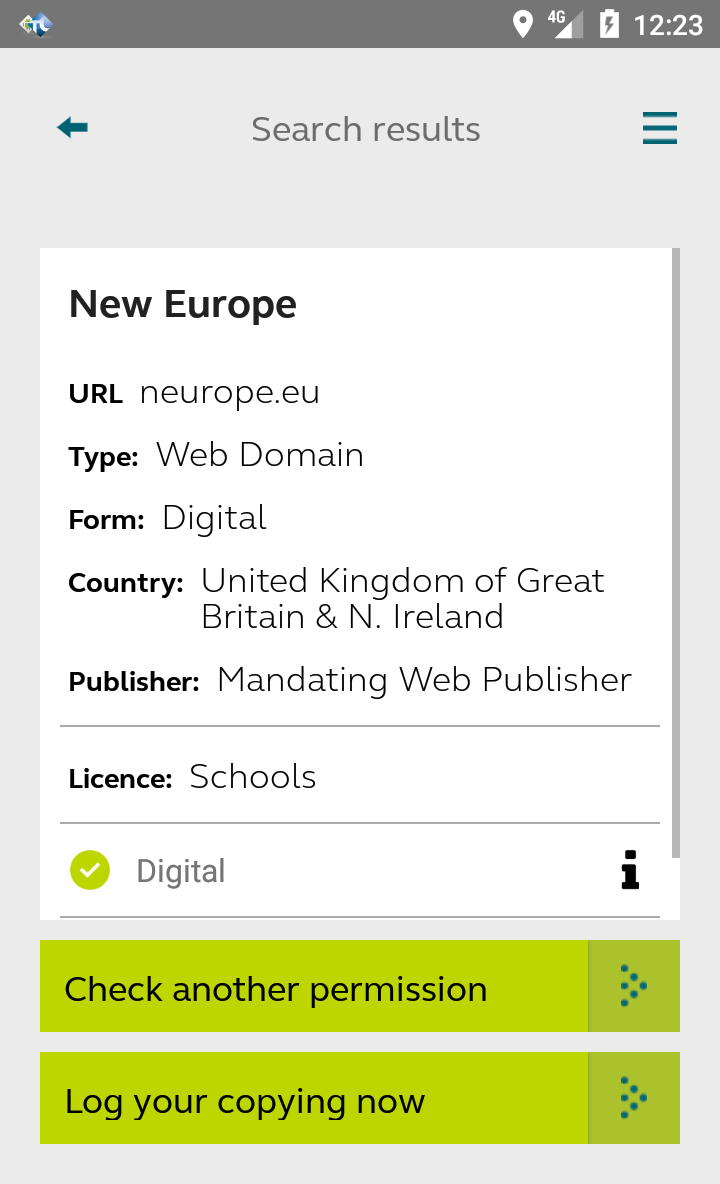 4G 12:23
Search results
New Europe
URL neurope.eu
Type: Web Domain
Form: Digital
Country: United Kingdom of Great
Britain & N. Ireland
Publisher: Mandating Web Publisher
Licence: Schools
Digital
Check another permission
Log your copying now